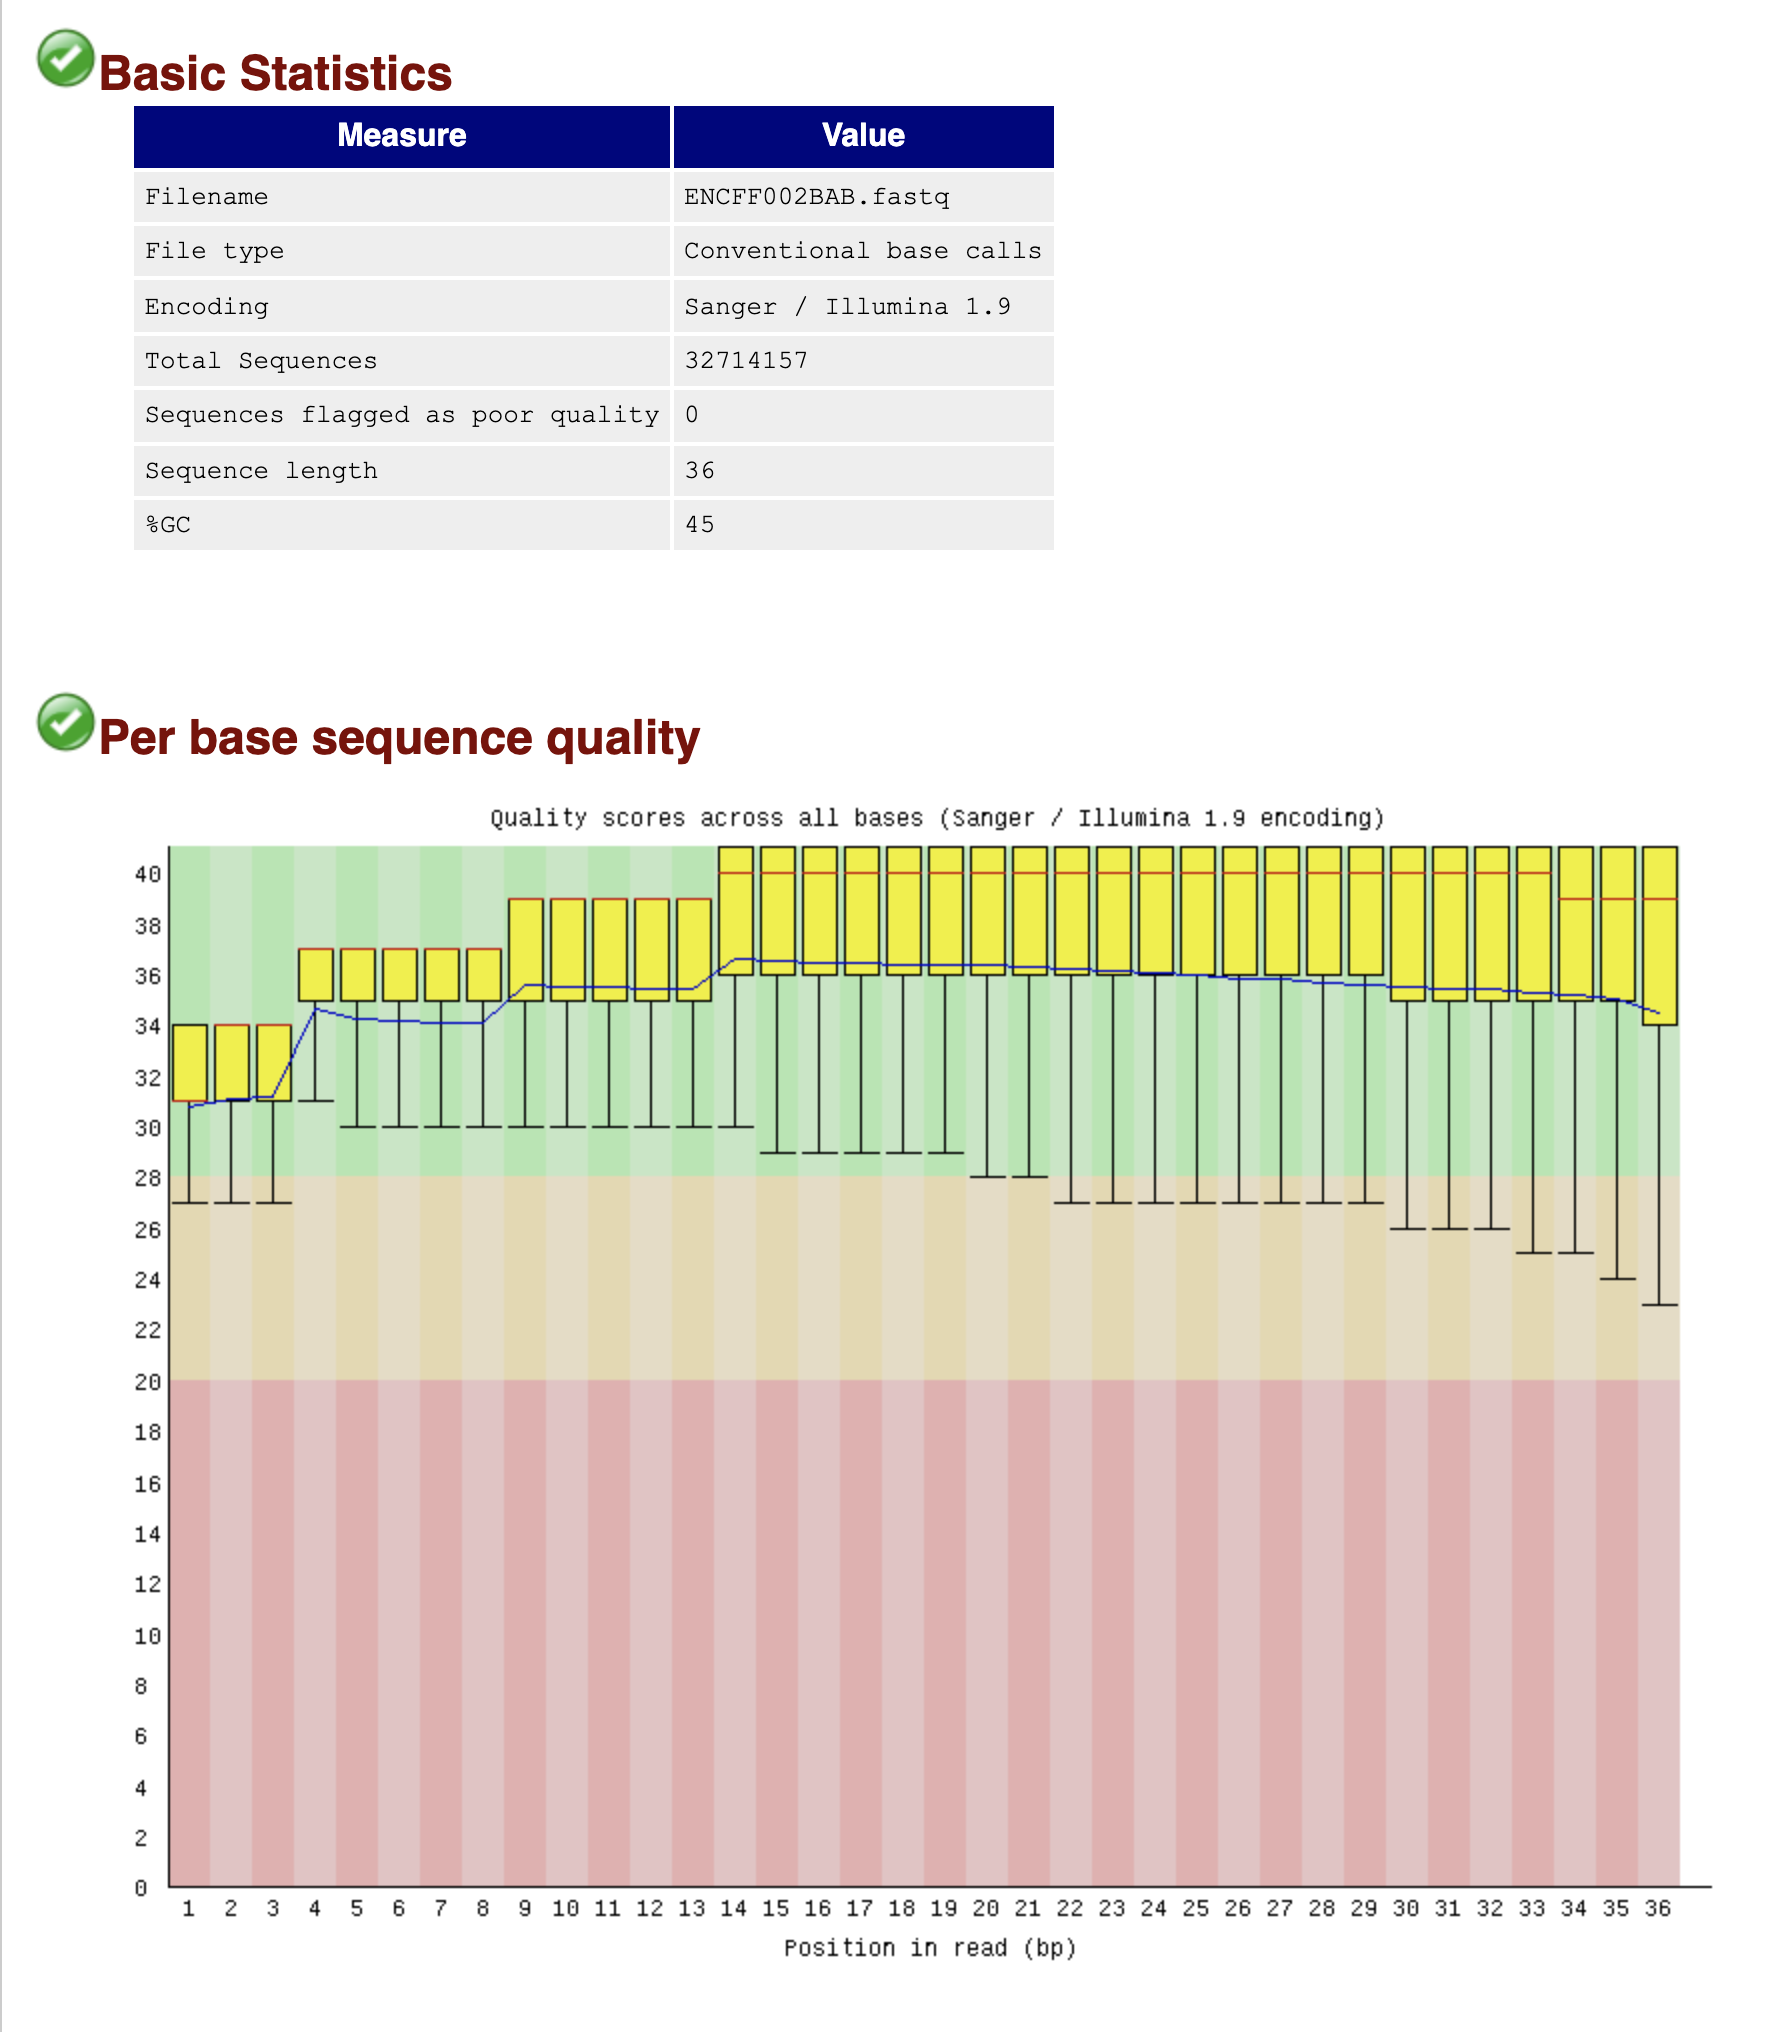 Basic Statistics
Measure Value
Filename ENCFF002BAB.fastq
File type Conventional base calls
Encoding Sanger / Illumina 1.9
Total Sequences 32714157
Sequences flagged as poor quality 0
Sequence length 36
%GC 45
Per base sequence quality
Quality scores across all bases (Sanger / Illumina 1.9 encoding)
40
38
36
34
32
30
28
26
24
22
20
18
16
14
12
10
8
6
4
2
0
1 2 3 4 5 6 7 8 9 10 11 12 13 14 15 16 17 18 19 20 21 22 23 24 25 26 27 28 29 30 31 32 33 34 35 36
Position in read (bp)